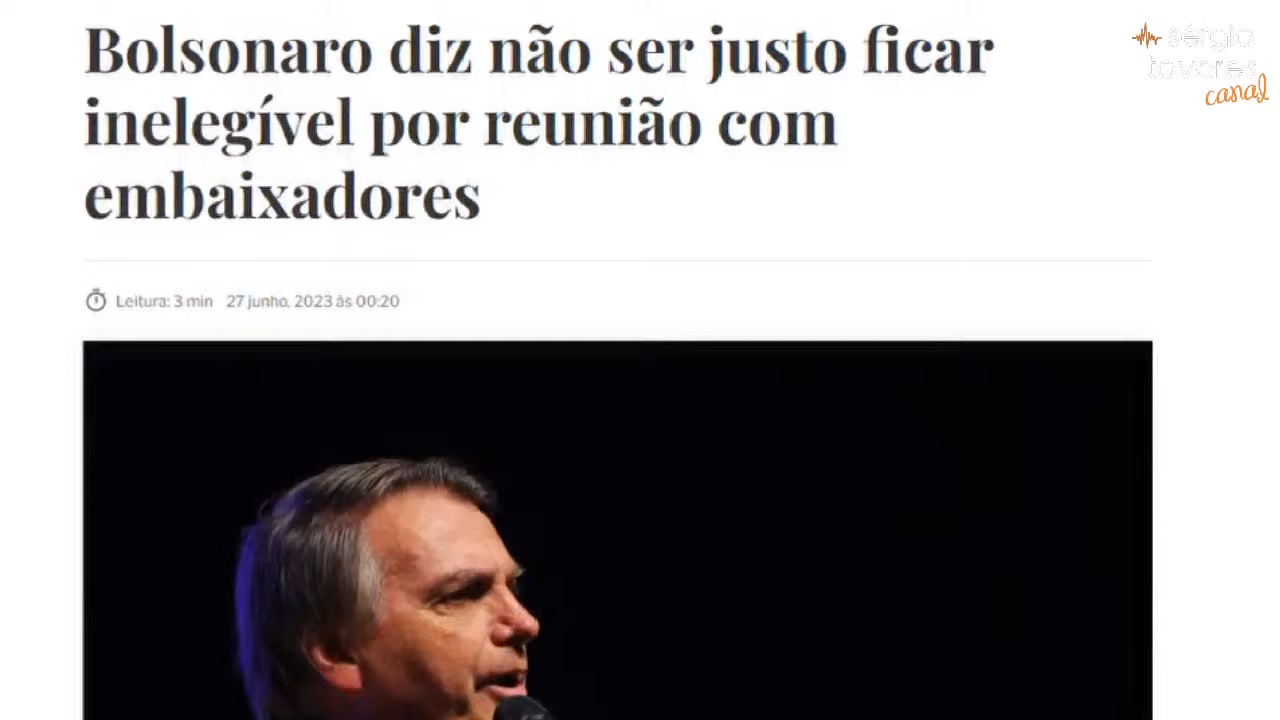 Bolsonaro diz não ser justo ficar
inelegível por reunião com
embaixadores
Leitura: 3 min 27 junho, 2023 às 00:20
sérgio
tavares
canal